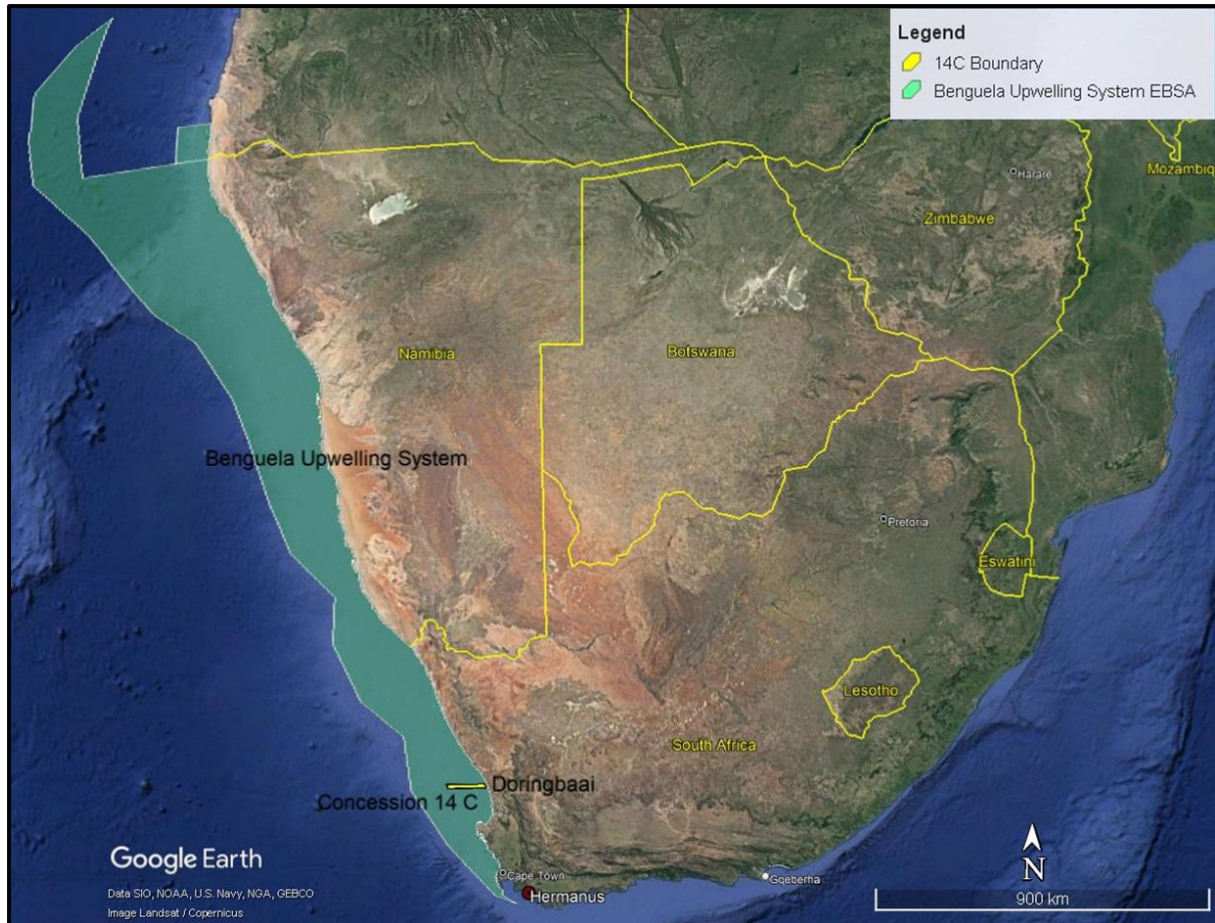 Legend
14C Boundary
Benguela Upwelling System EBSA
Mozambiq
Harare
Zimbabwe
Namibia
Botswana
Benguela Upwelling System
Pretoria
Eswatini
Lesotho
South Africa
Doringbaai
Concession 14 C
Google Earth
Cape Town
Gqeberha
N
Hermanus
900 km
Data SIO, NOAA, U.S. Navy, NGA, GEBCO
Image Landsat / Copernicus